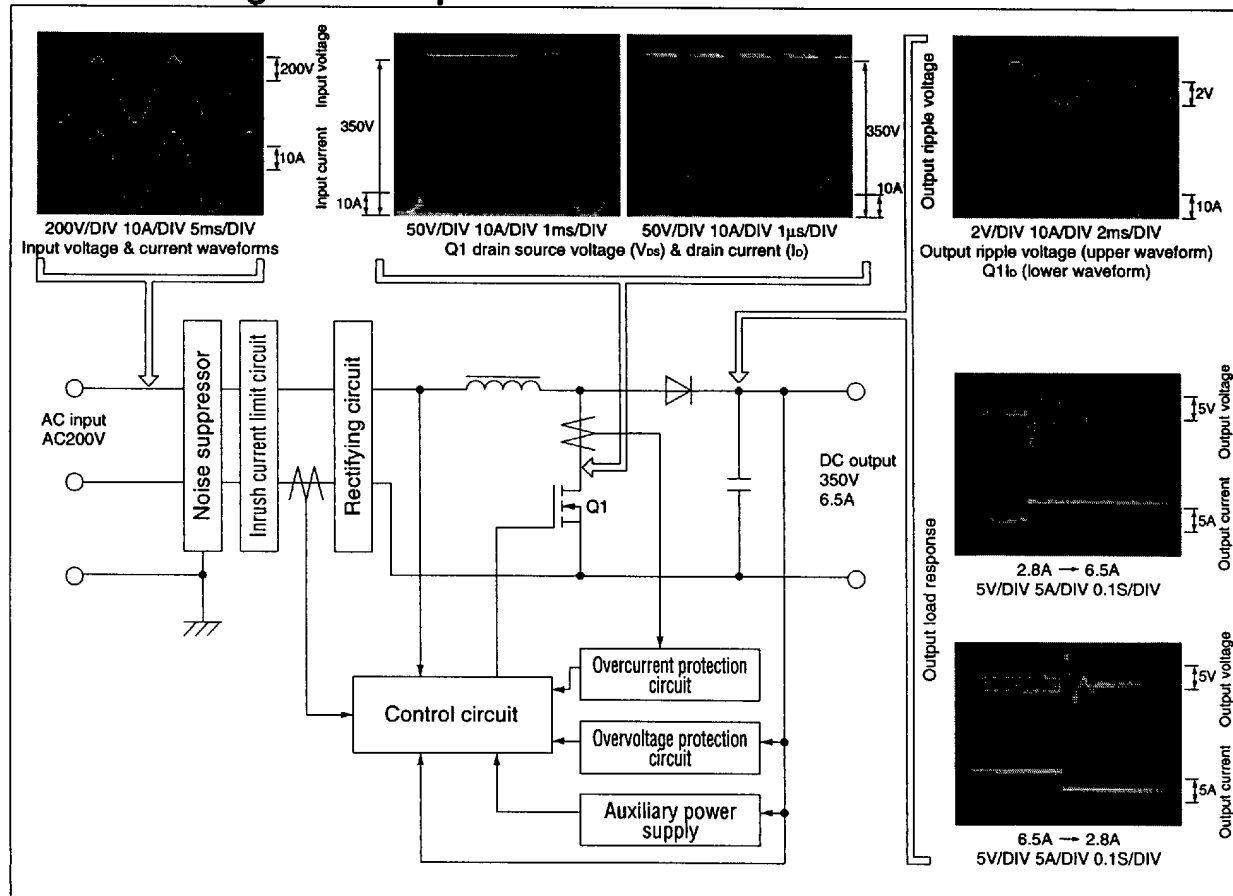 200V
10A
Input voltage
Input current
200V/DIV 10A/DIV 5ms/DIV
Input voltage & current waveforms
350V
10A
50V/DIV 10A/DIV 1ms/DIV
50V/DIV 10A/DIV 1µs/DIV
350V
10A
Q1 drain source voltage (VDS) & drain current (ID)
Output ripple voltage
2V
10A
2V/DIV 10A/DIV 2ms/DIV
Output ripple voltage (upper waveform)
Q1ID (lower waveform)
AC input
AC200V
Noise suppressor
Inrush current limit circuit
Rectifying circuit
Q1
DC output
350V
6.5A
Output load response
5V
Output voltage
5A
Output current
2.8A → 6.5A
5V/DIV 5A/DIV 0.1S/DIV
Control circuit
Overcurrent protection
circuit
Overvoltage protection
circuit
Auxiliary power
supply
5V
Output voltage
5A
Output current
6.5A → 2.8A
5V/DIV 5A/DIV 0.1S/DIV